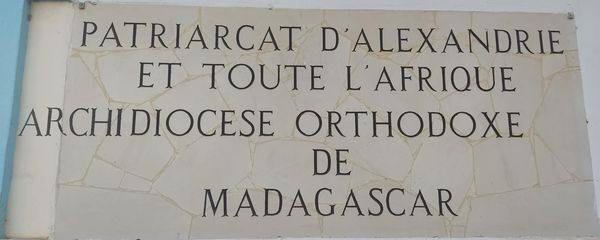 PATRIARCAT D'ALEXANDRIE
ET TOUTE L'AFRIQUE
ARCHIDIOCESE ORTHODOXE
DE
MADAGASCAR